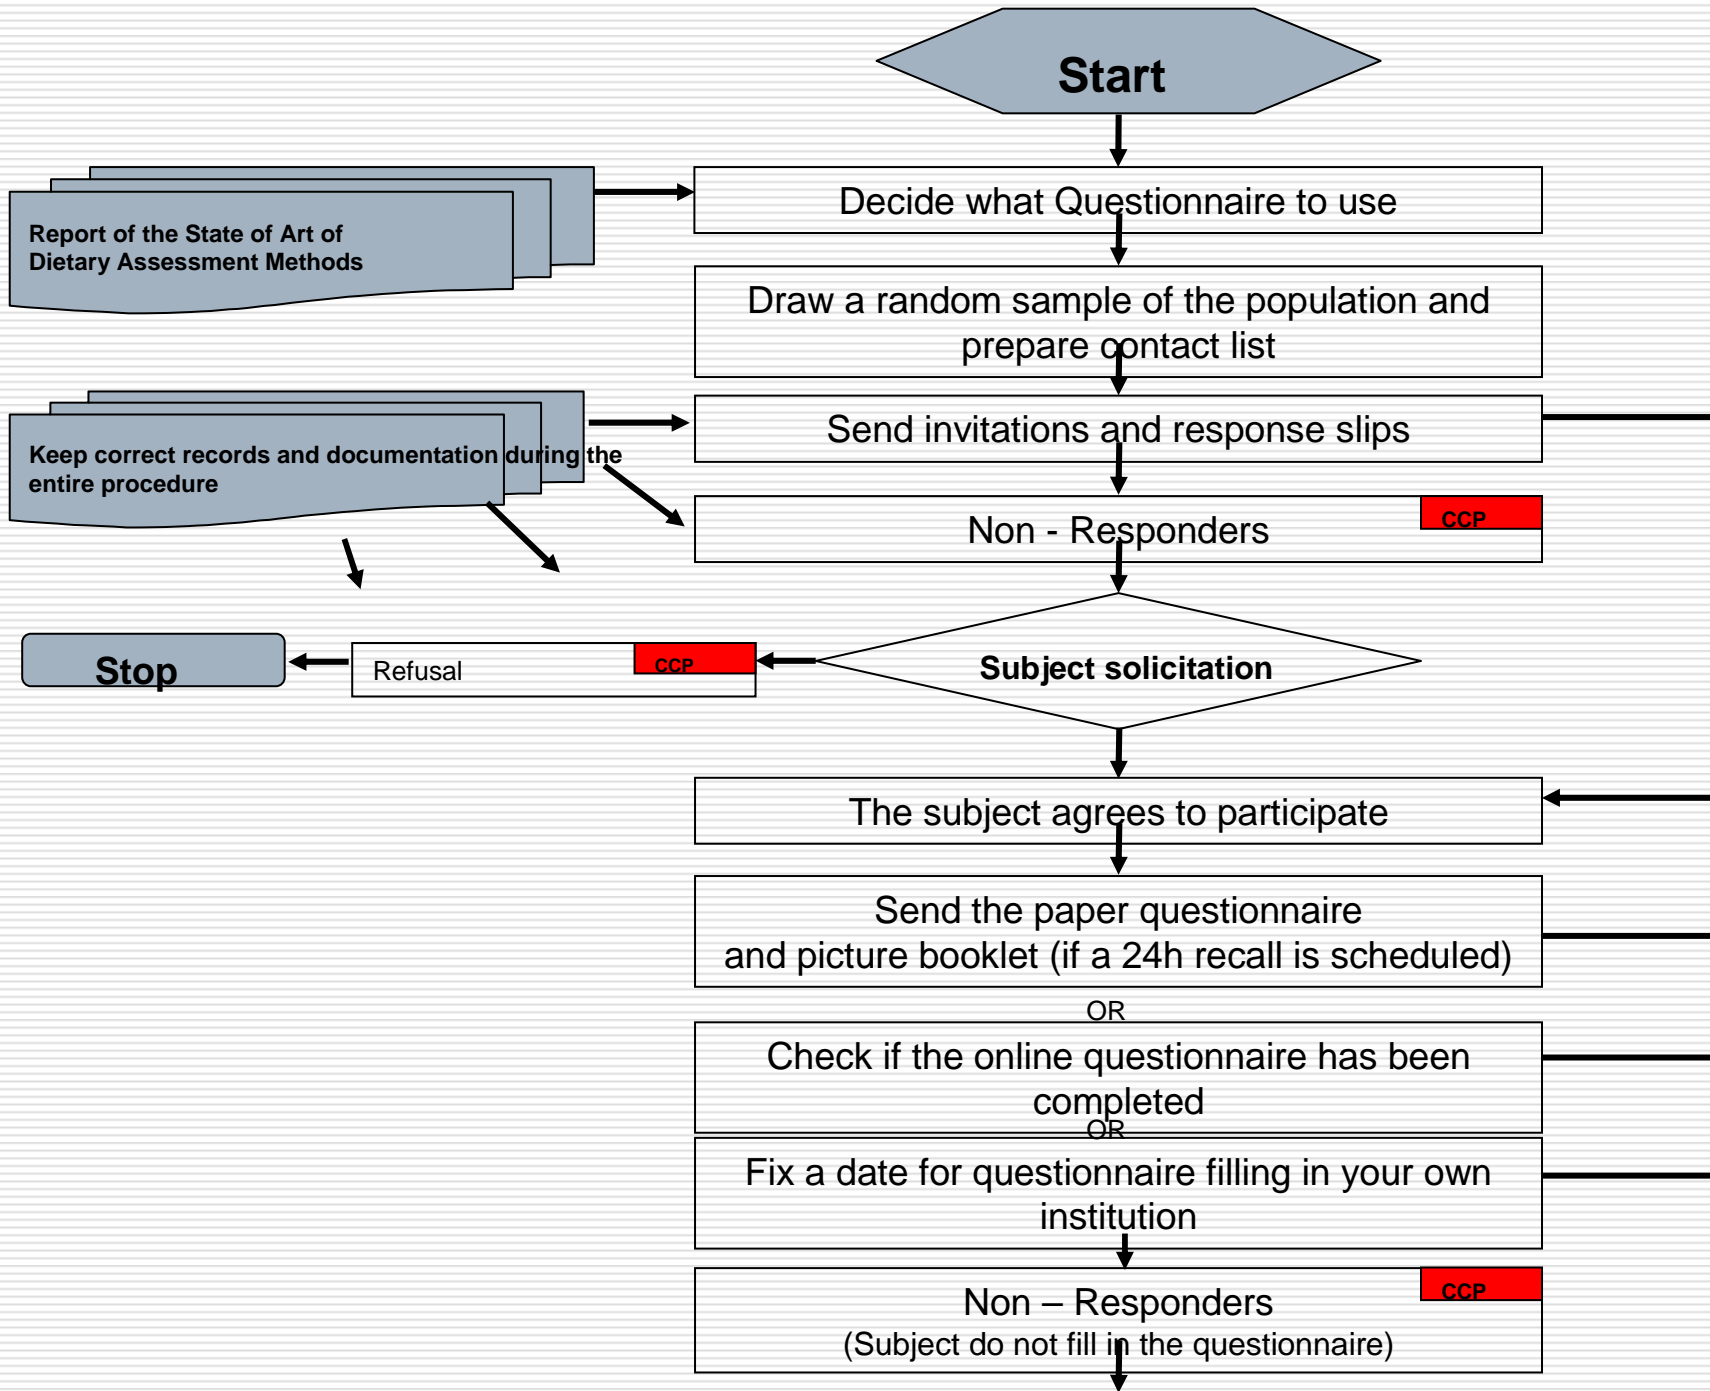 Start
Decide what Questionnaire to use
Report of the State of Art of
Dietary Assessment Methods
Draw a random sample of the population and
prepare contact list
Send invitations and response slips
Keep correct records and documentation during the
entire procedure
Non - Responders
CCP
Stop
Refusal
CCP
Subject solicitation
The subject agrees to participate
Send the paper questionnaire
and picture booklet (if a 24h recall is scheduled)
OR
Check if the online questionnaire has been
completed
OR
Fix a date for questionnaire filling in your own
institution
Non – Responders
CCP
(Subject do not fill in the questionnaire)